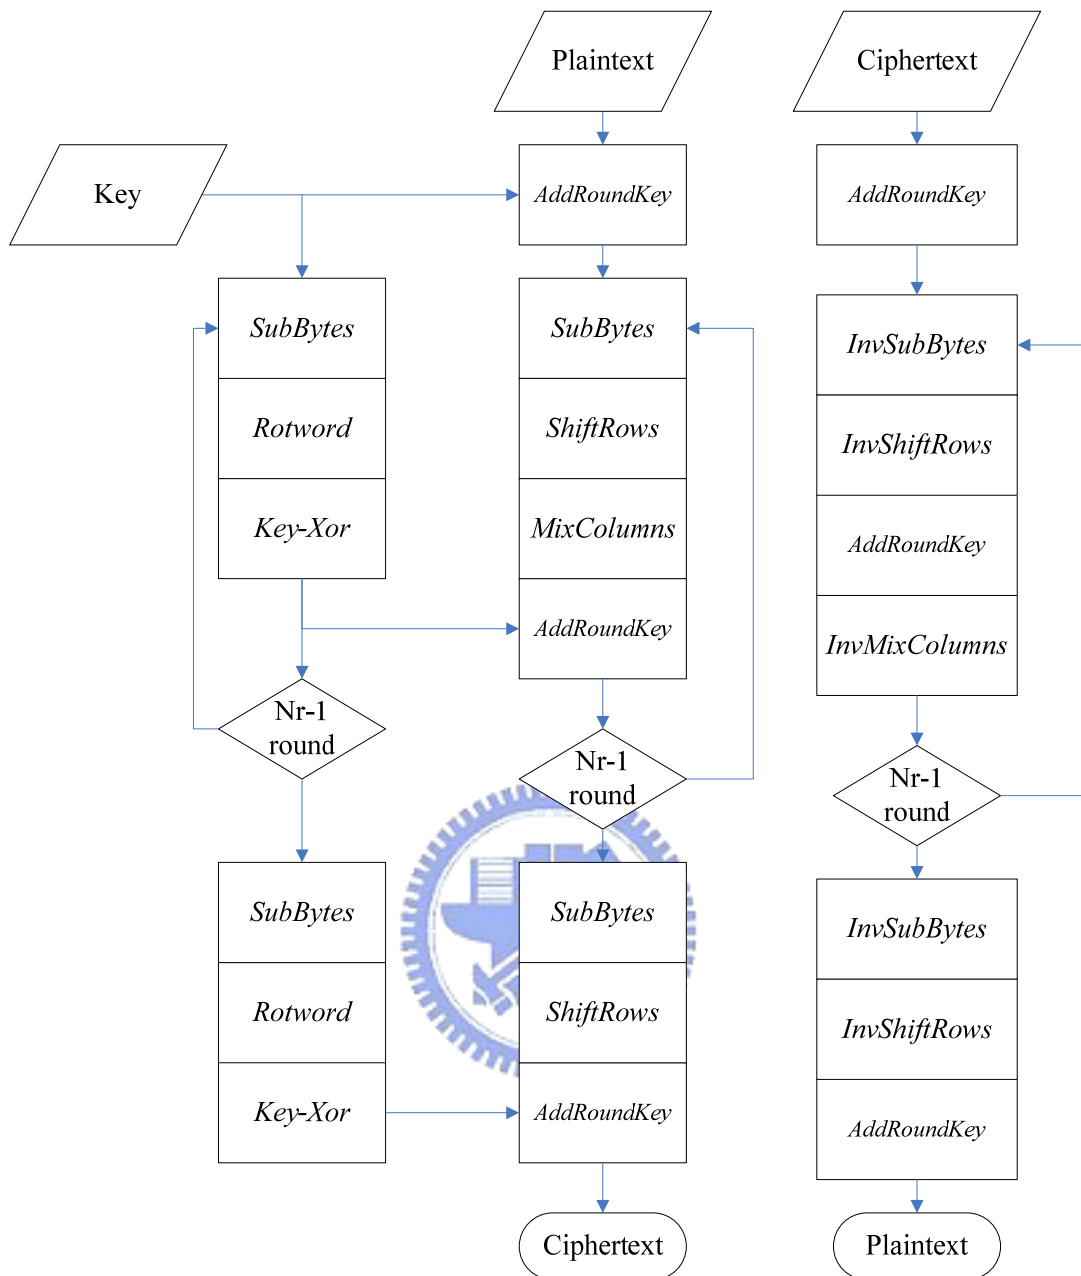 Plaintext
Ciphertext
Key
AddRoundKey
AddRoundKey
SubBytes
Rotword
Key-Xor
Nr-1
round
SubBytes
Rotword
Key-Xor
SubBytes
ShiftRows
MixColumns
AddRoundKey
Nr-1
round
SubBytes
ShiftRows
AddRoundKey
Ciphertext
InvSubBytes
InvShiftRows
AddRoundKey
InvMixColumns
Nr-1
round
InvSubBytes
InvShiftRows
AddRoundKey
Plaintext